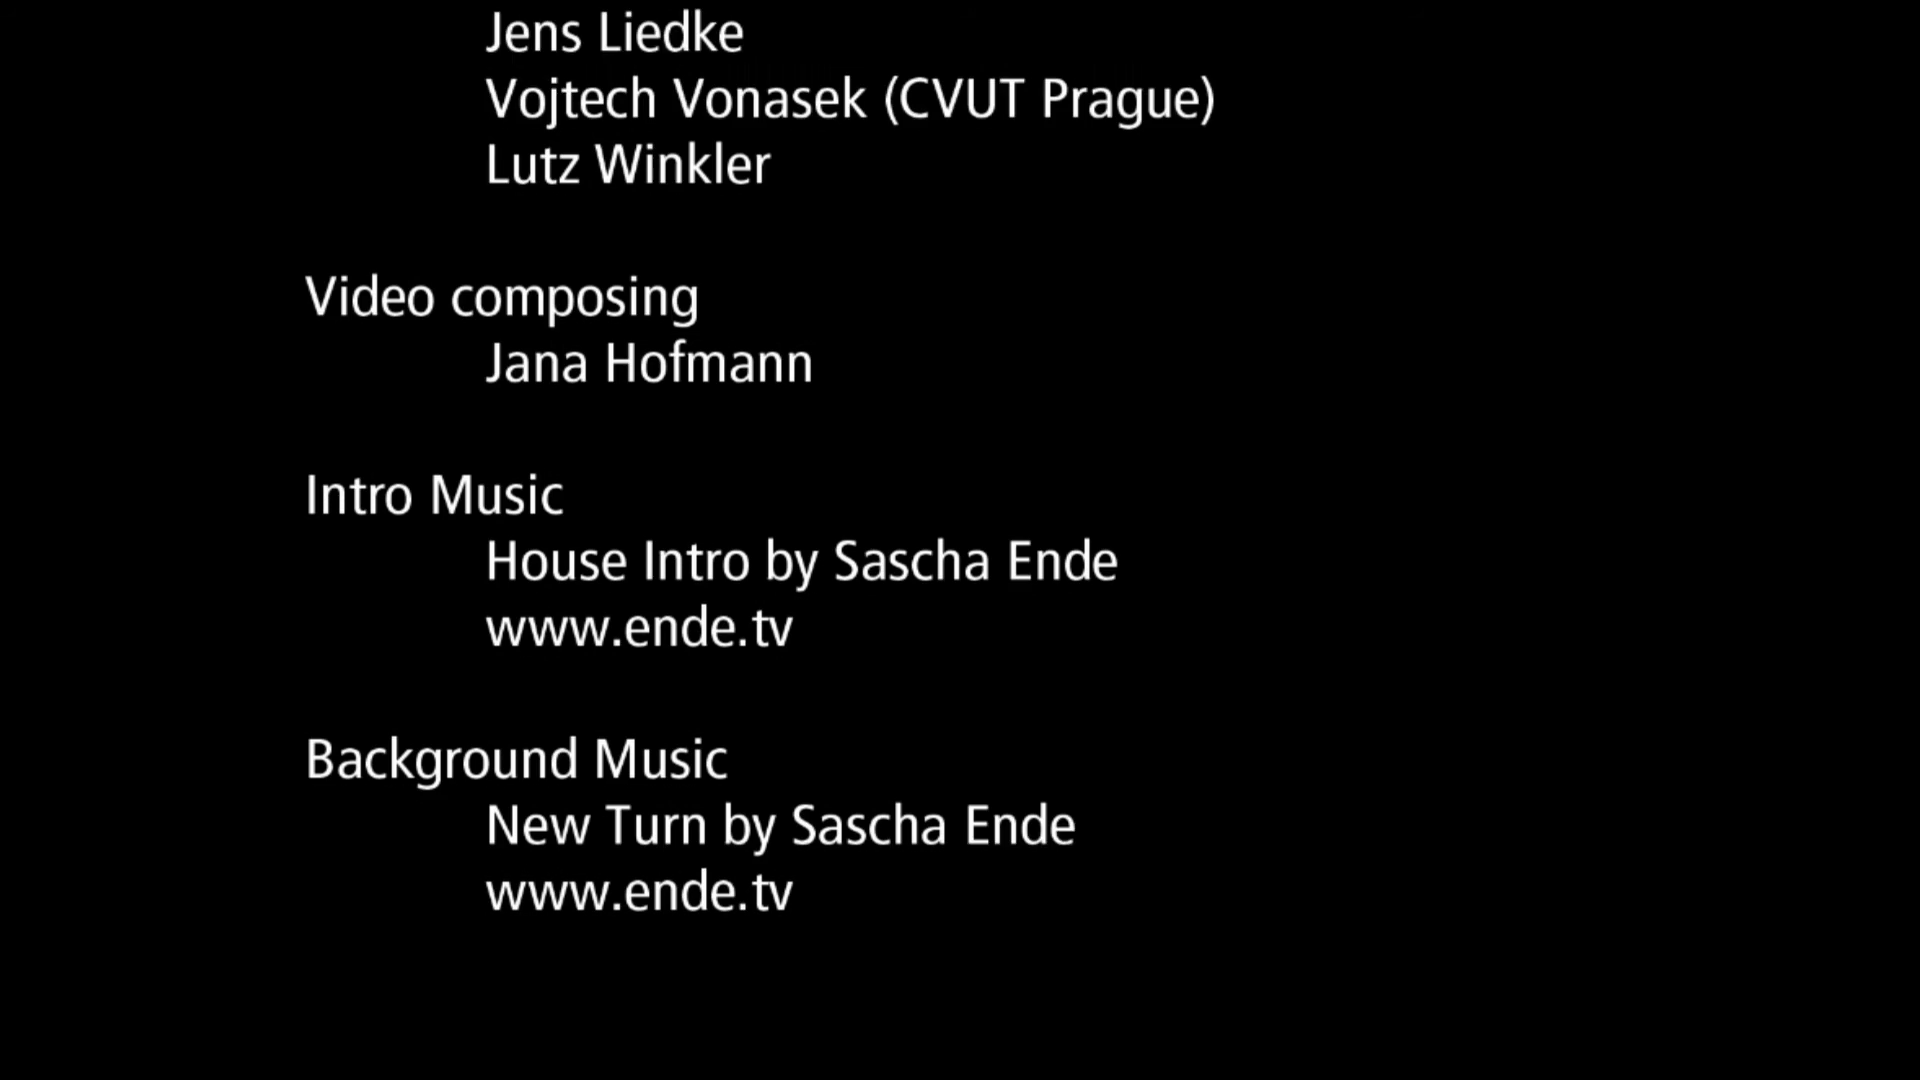 Jens Liedke
Vojtech Vonasek (CVUT Prague)
Lutz Winkler
Video composing
Jana Hofmann
Intro Music
House Intro by Sascha Ende
www.ende.tv
Background Music
New Turn by Sascha Ende
www.ende.tv